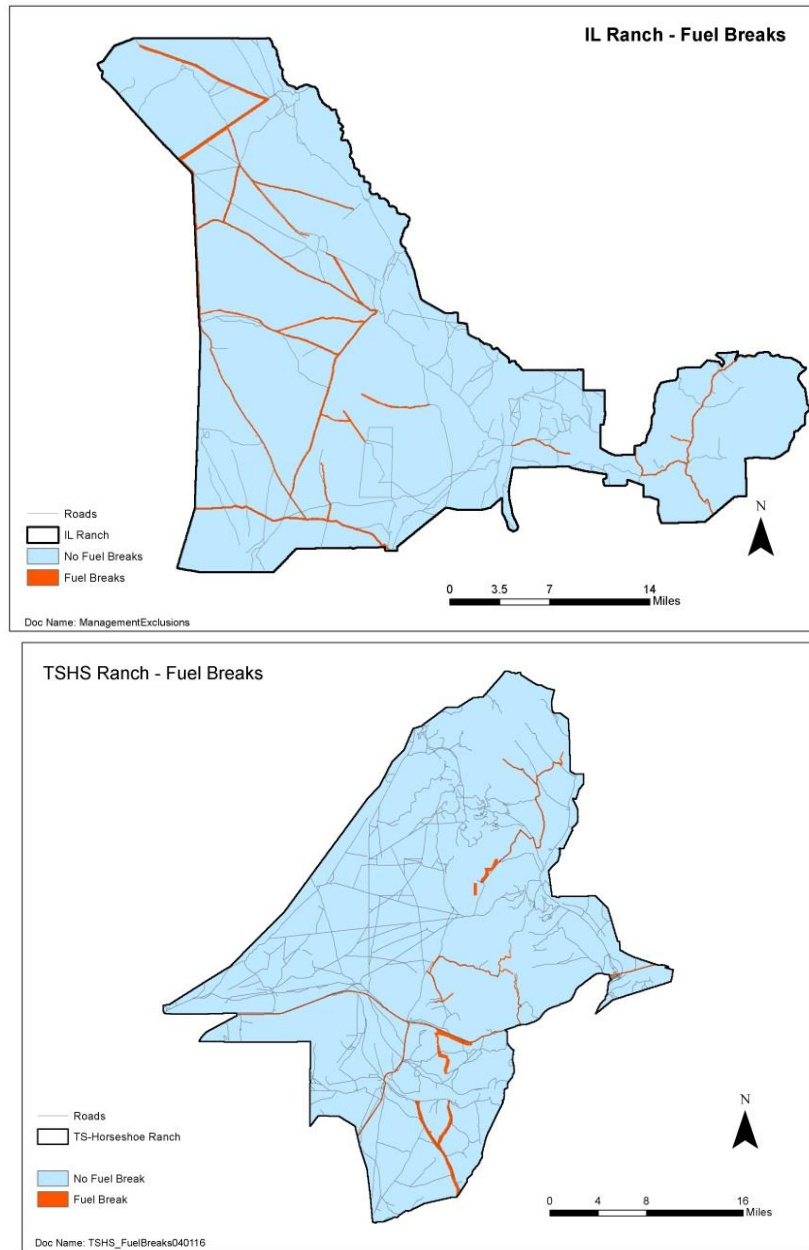 IL Ranch - Fuel Breaks
Roads
IL Ranch
No Fuel Breaks
Fuel Breaks
N
0 3.5 7 14
Miles
Doc Name: ManagementExclusions
TSHS Ranch - Fuel Breaks
Roads
TS-Horseshoe Ranch
No Fuel Break
Fuel Break
N
0 4 8 16
Miles
Doc Name: TSHS_FuelBreaks040116